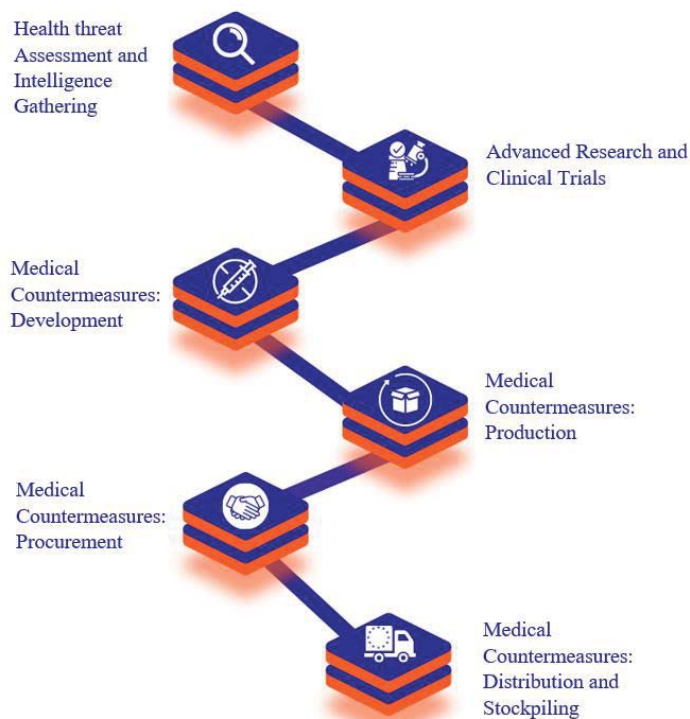 Health threat
Assessment and
Intelligence
Gathering
Advanced Research and
Clinical Trials
Medical
Countermeasures:
Development
Medical
Countermeasures:
Production
Medical
Countermeasures:
Procurement
Medical
Countermeasures:
Distribution and
Stockpiling